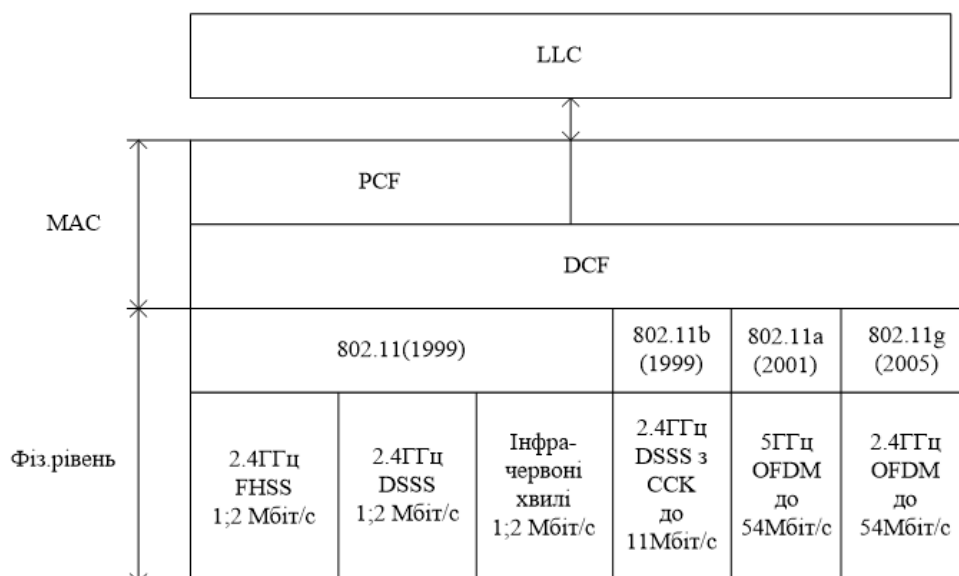 LLC
PCF
MAC
DCF
802.11(1999)
802.11b
(1999)
802.11a
(2001)
802.11g
(2005)
Фіз.рівень
2.4ГГц
FHSS
1;2 Мбіт/с
2.4ГГц
DSSS
1;2 Мбіт/с
Інфра-
червоні
хвилі
1;2 Мбіт/с
2.4ГГц
DSSS з
CCK
до
11Мбіт/с
5ГГц
OFDM
до
54Мбіт/с
2.4ГГц
OFDM
до
54Мбіт/с